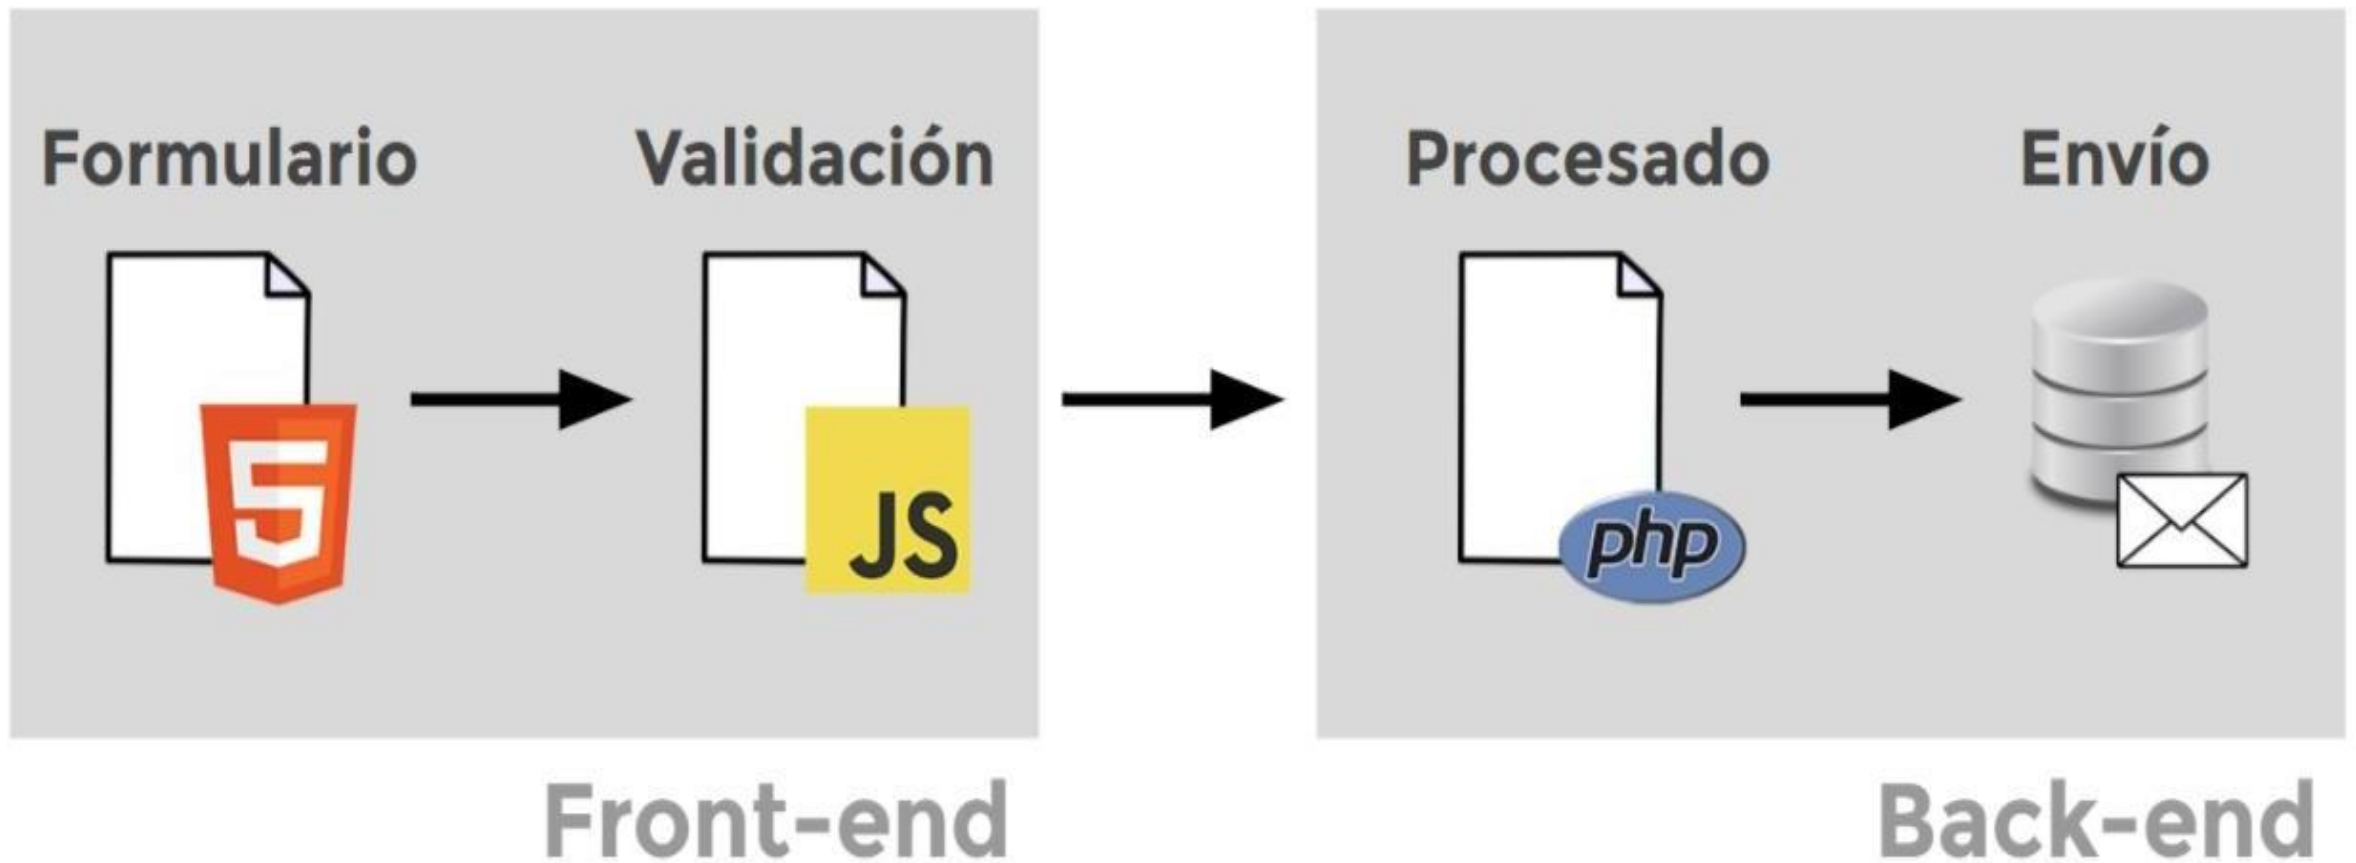 Formulario
Validación
Procesado
Envío
5
JS
php
Front-end
Back-end